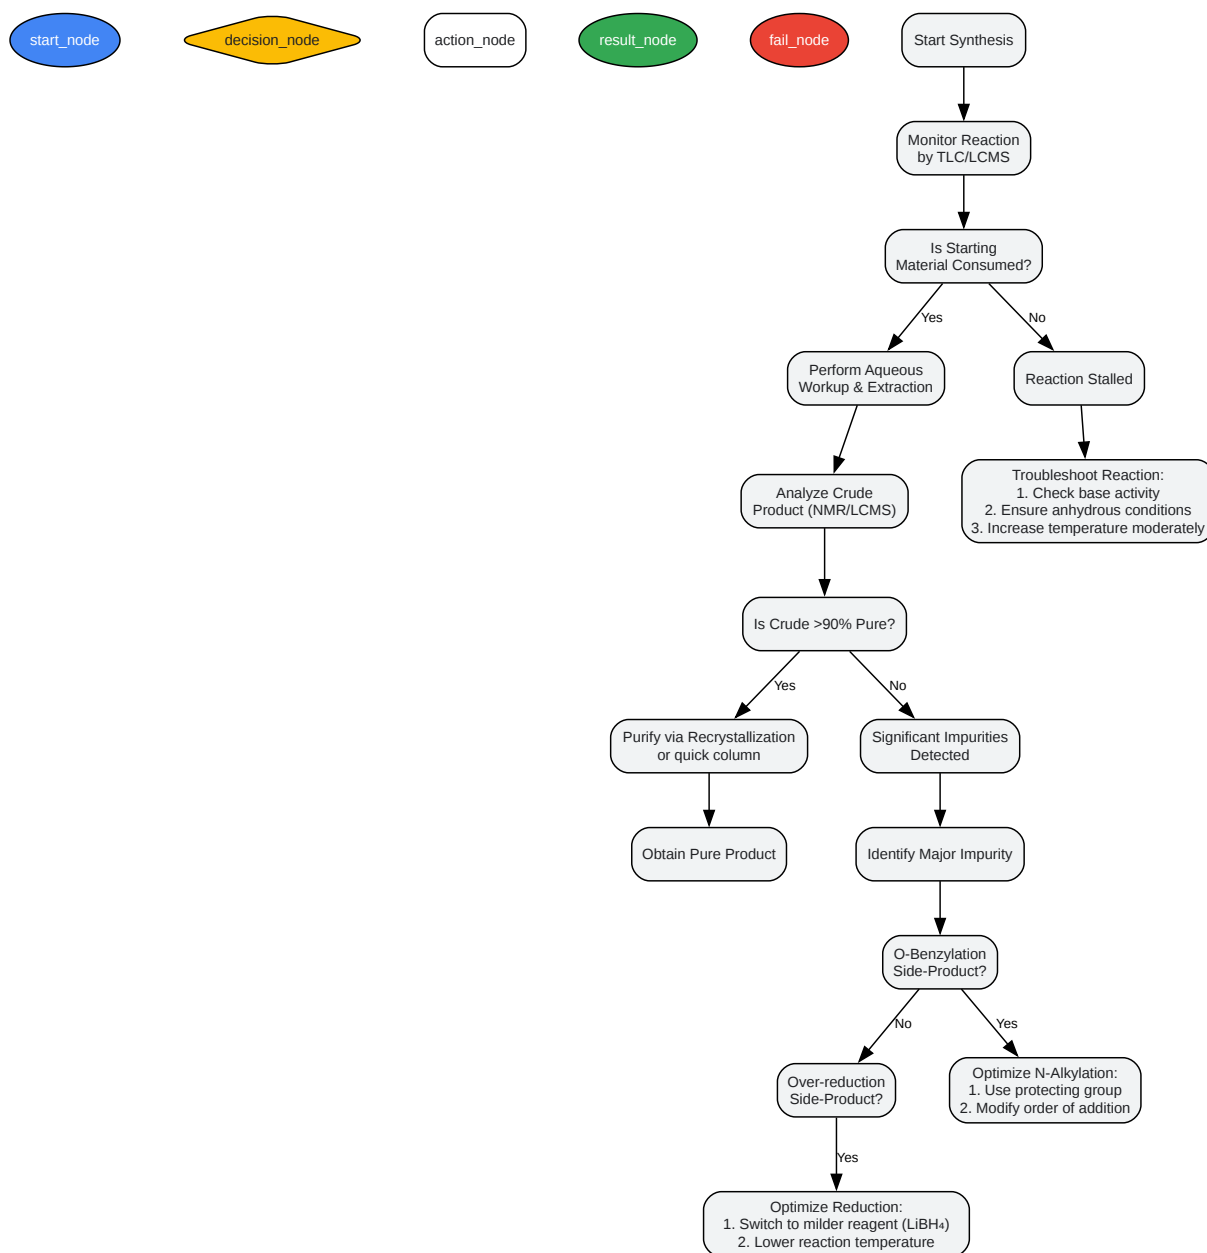 start_node
decision_node
action_node
result_node
fail_node
Start Synthesis
Monitor Reaction
by TLC/LCMS
Is Starting
Material Consumed?
Yes
No
Perform Aqueous
Workup & Extraction
Reaction Stalled
Analyze Crude
Product (NMR/LCMS)
Troubleshoot Reaction:
1. Check base activity
2. Ensure anhydrous conditions
3. Increase temperature moderately
Is Crude >90% Pure?
Yes
No
Purify via Recrystallization
or quick column
Significant Impurities
Detected
Obtain Pure Product
Identify Major Impurity
O-Benzylation
Side-Product?
No
Yes
Over-reduction
Side-Product?
Optimize N-Alkylation:
1. Use protecting group
2. Modify order of addition
Yes
Optimize Reduction:
1. Switch to milder reagent (LiBH₄)
2. Lower reaction temperature